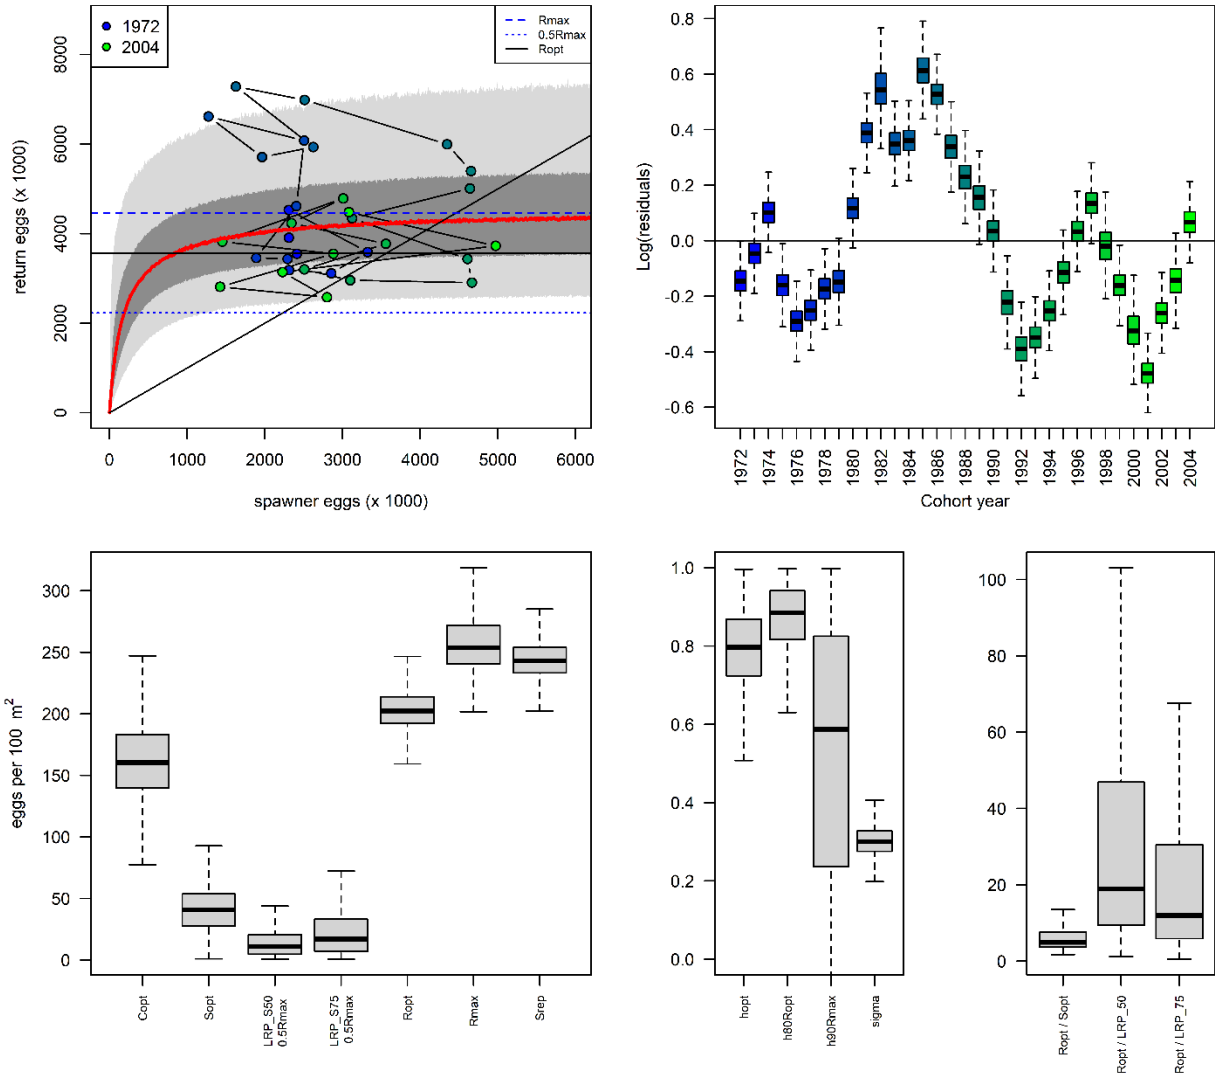 1972
2004
Rmax
0.5Rmax
Ropt
return eggs (x 1000)
8000
6000
4000
2000
0
0 1000 2000 3000 4000 5000 6000
spawner eggs (x 1000)
Log(residuals)
0.8
0.6
0.4
0.2
0.0
-0.2
-0.4
-0.6
1972 1974 1976 1978 1980 1982 1984 1986 1988 1990 1992 1994 1996 1998 2000 2002 2004
Cohort year
eggs per 100 m²
300
250
200
150
100
50
0
Copt
Sopt
LRP_S50
0.5Rmax
LRP_S75
0.5Rmax
Ropt
Rmax
Srep
1.0
0.8
0.6
0.4
0.2
0.0
hopt
h80Ropt
h90Rmax
sigma
100
80
60
40
20
0
Ropt / Sopt
Ropt / LRP_50
Ropt / LRP_75